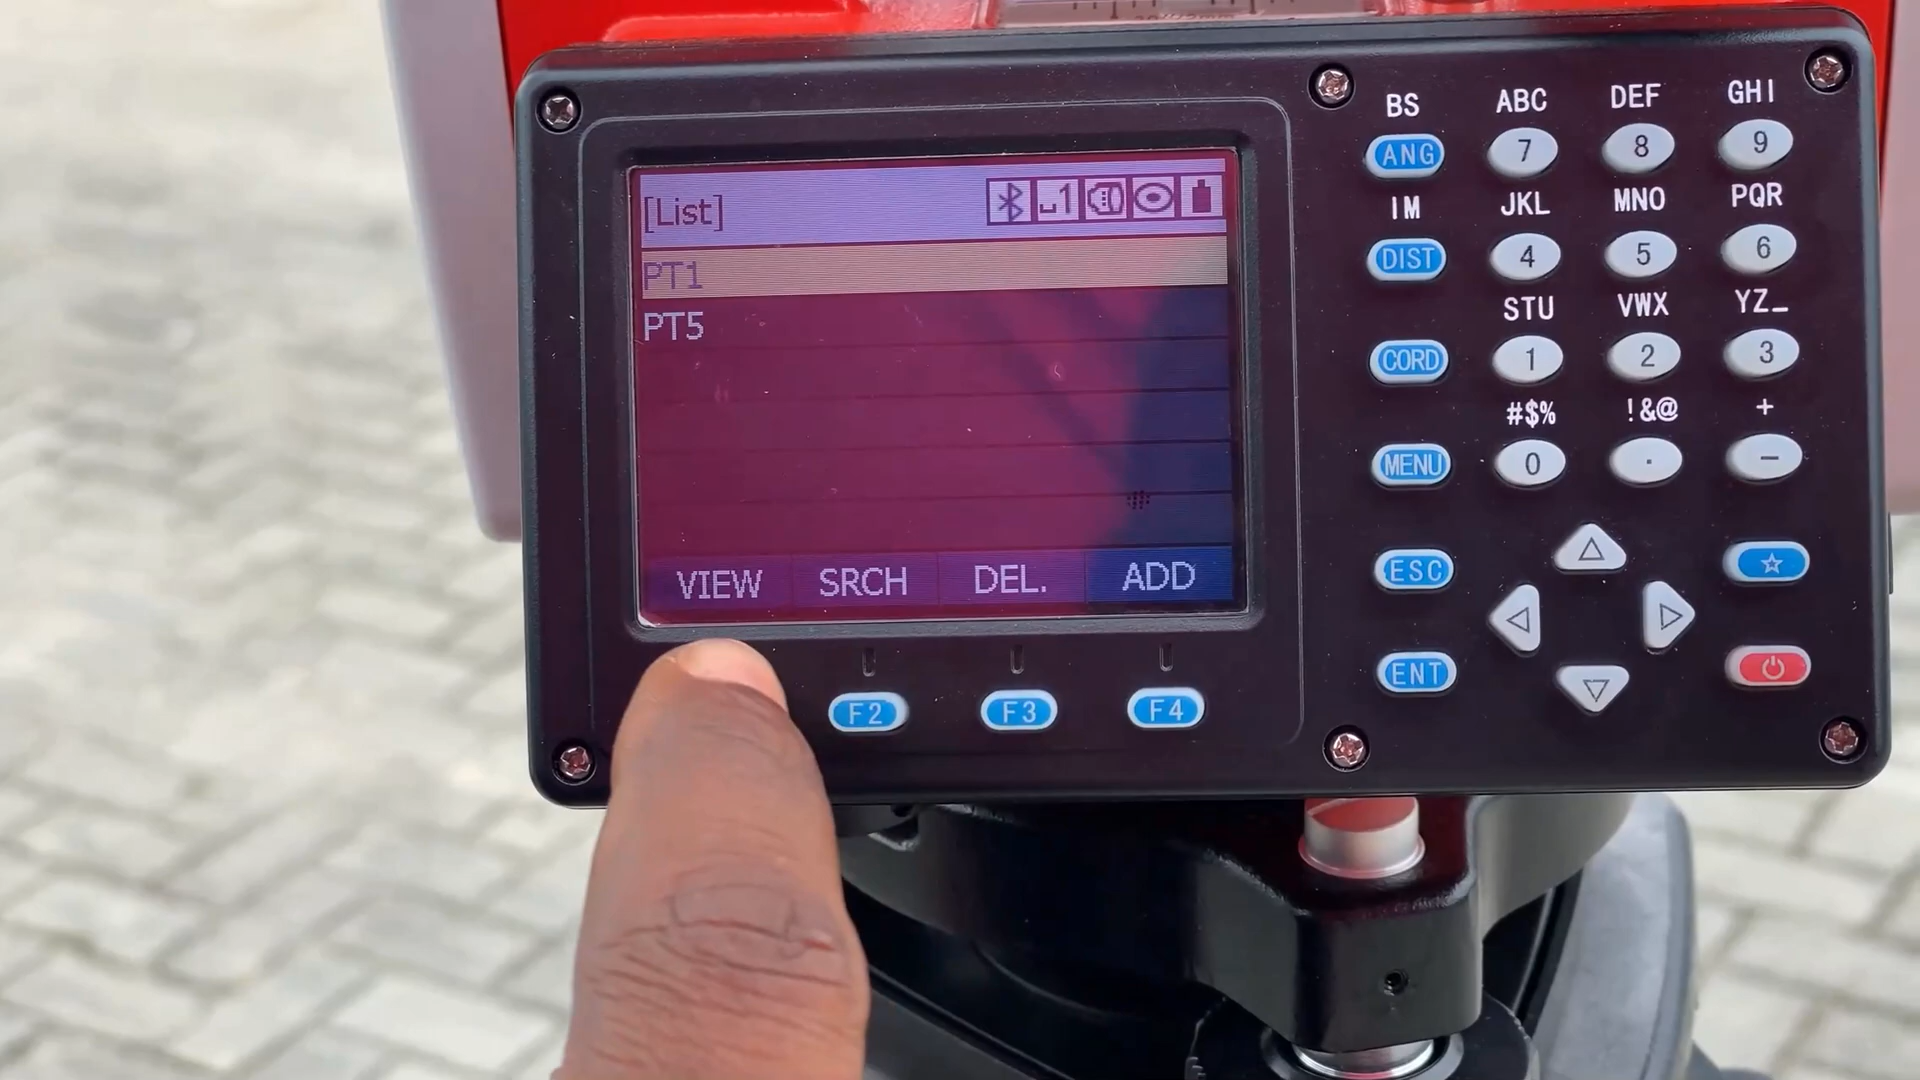 [List]
PT1
PT5
VIEW SRCH DEL. ADD
F2 F3 F4
BS ABC DEF GHI
ANG 7 8 9
IM JKL MNO PQR
DIST 4 5 6
STU VWX YZ_
CORD 1 2 3
#$% !&@ +
MENU 0 . -
ESC
ENT